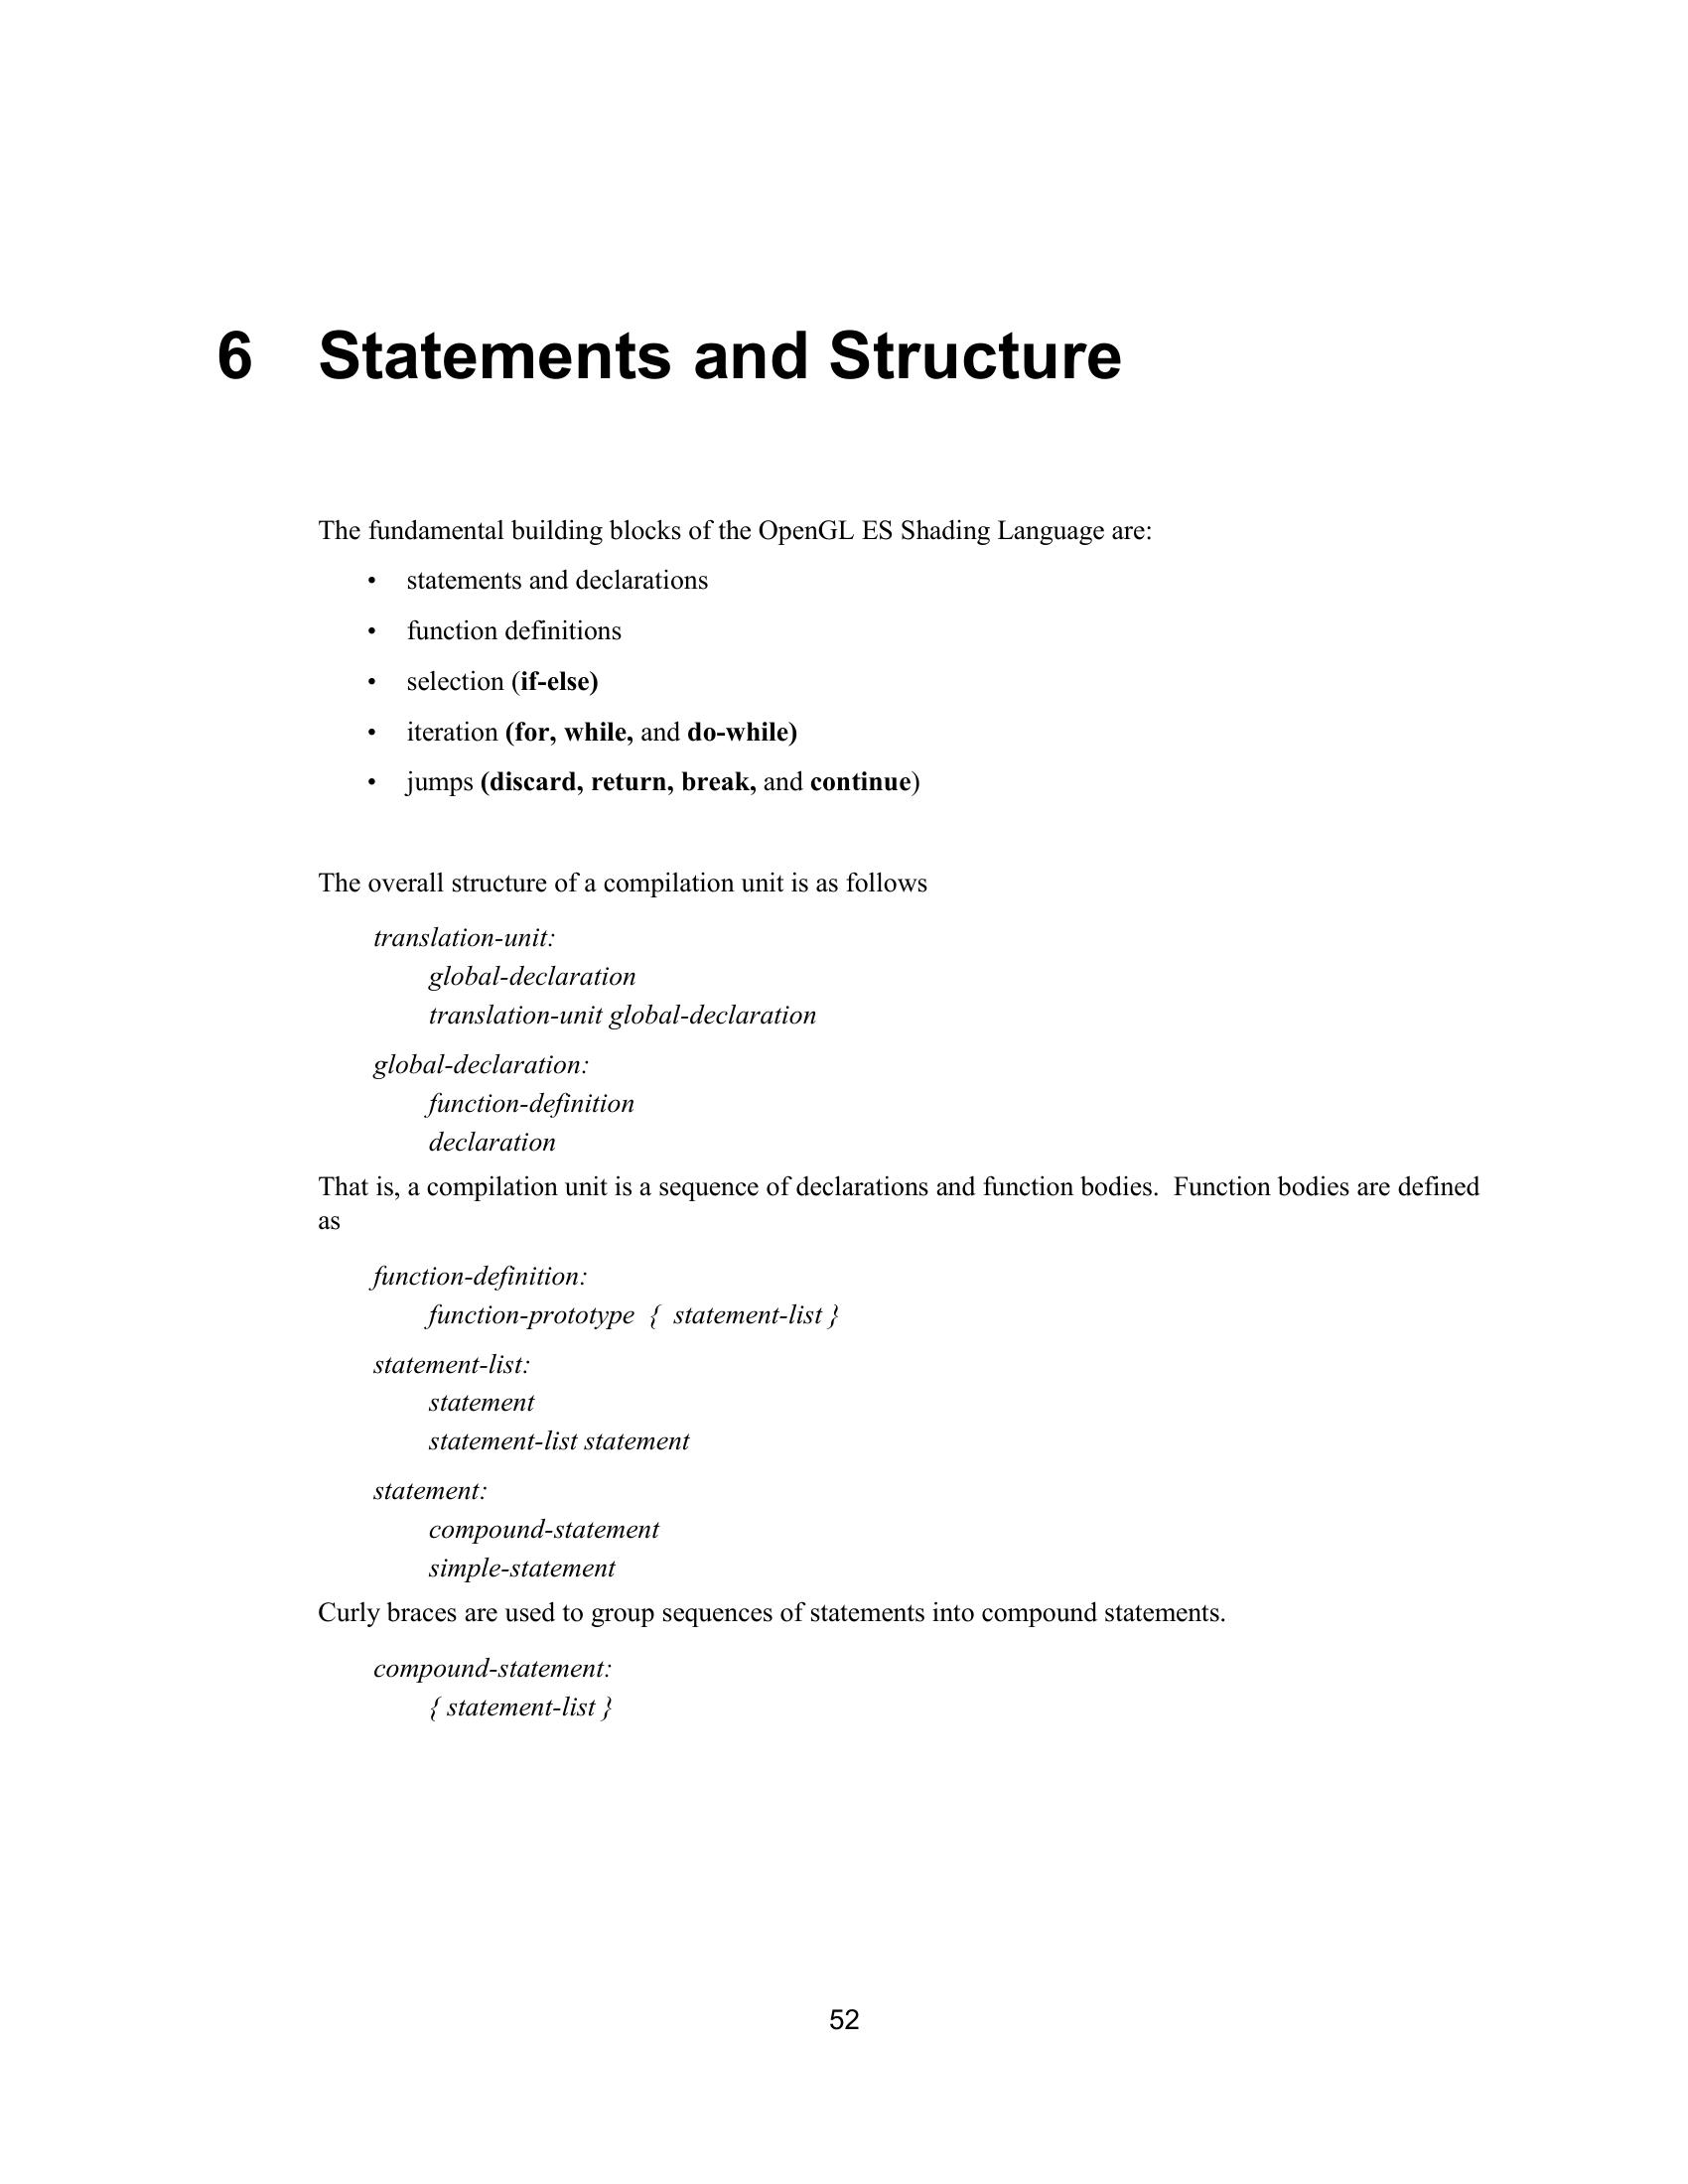 6 Statements and Structure
The fundamental building blocks of the OpenGL ES Shading Language are:
• statements and declarations
• function definitions
• selection (if-else)
• iteration (for, while, and do-while)
• jumps (discard, return, break, and continue)
The overall structure of a compilation unit is as follows
translation-unit:
global-declaration
translation-unit global-declaration
global-declaration:
function-definition
declaration
That is, a compilation unit is a sequence of declarations and function bodies. Function bodies are defined
as
function-definition:
function-prototype { statement-list }
statement-list:
statement
statement-list statement
statement:
compound-statement
simple-statement
Curly braces are used to group sequences of statements into compound statements.
compound-statement:
{ statement-list }
52